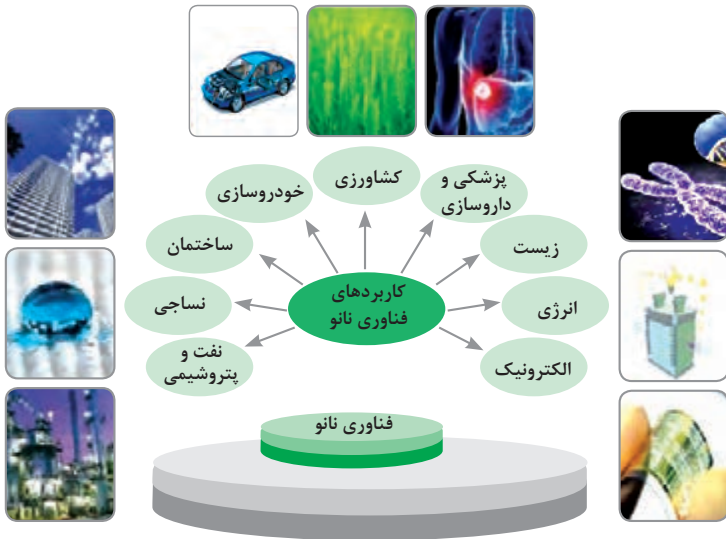 کشاورزی
پزشکی و
داروسازی
خودروسازی
زیست
ساختمان
کاربردهای
فناوری نانو
انرژی
نساجی
الکترونیک
نفت و
پتروشیمی
فناوری نانو